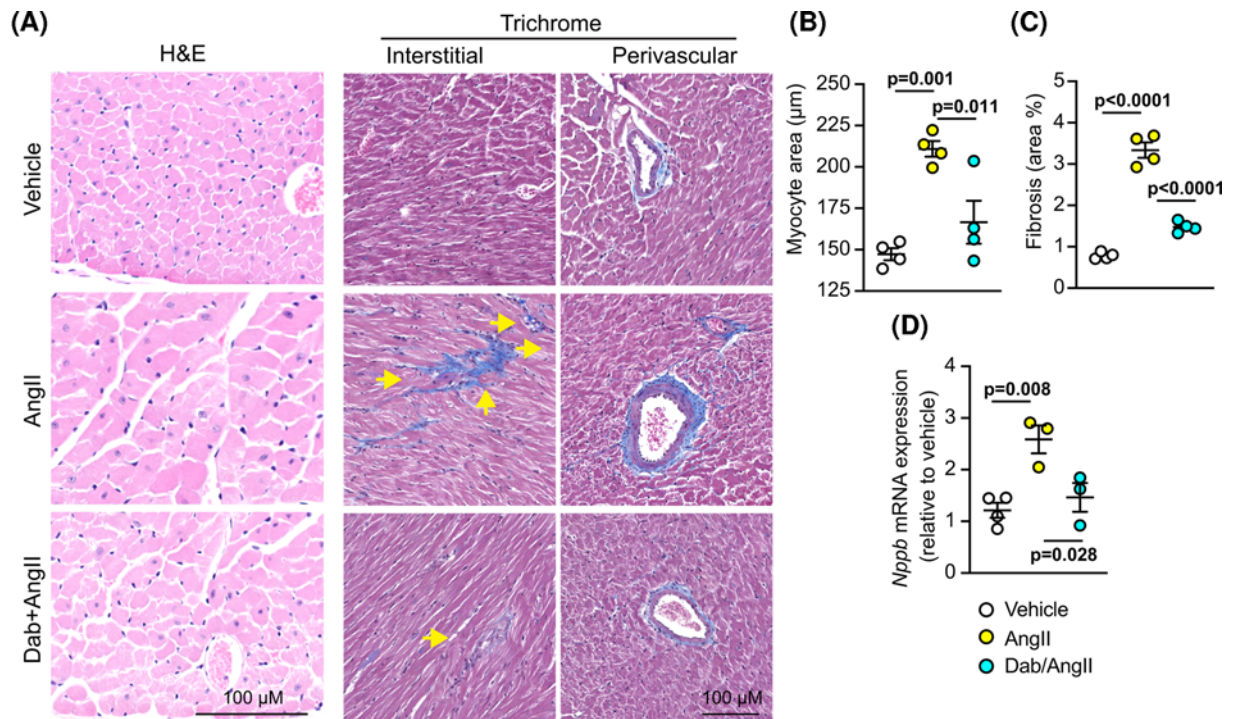 (A)
Trichrome
H&E
Interstitial
Perivascular
Vehicle
AngII
Dab+AngII
100 µM
100 µM
(B)
Myocyte area (µm)
250
225
200
175
150
125
p=0.001
p=0.011
(C)
Fibrosis (area %)
5
4
3
2
1
0
p<0.0001
p<0.0001
(D)
Nppb mRNA expression
(relative to vehicle)
4
3
2
1
0
p=0.008
p=0.028
Vehicle
AngII
Dab/AngII